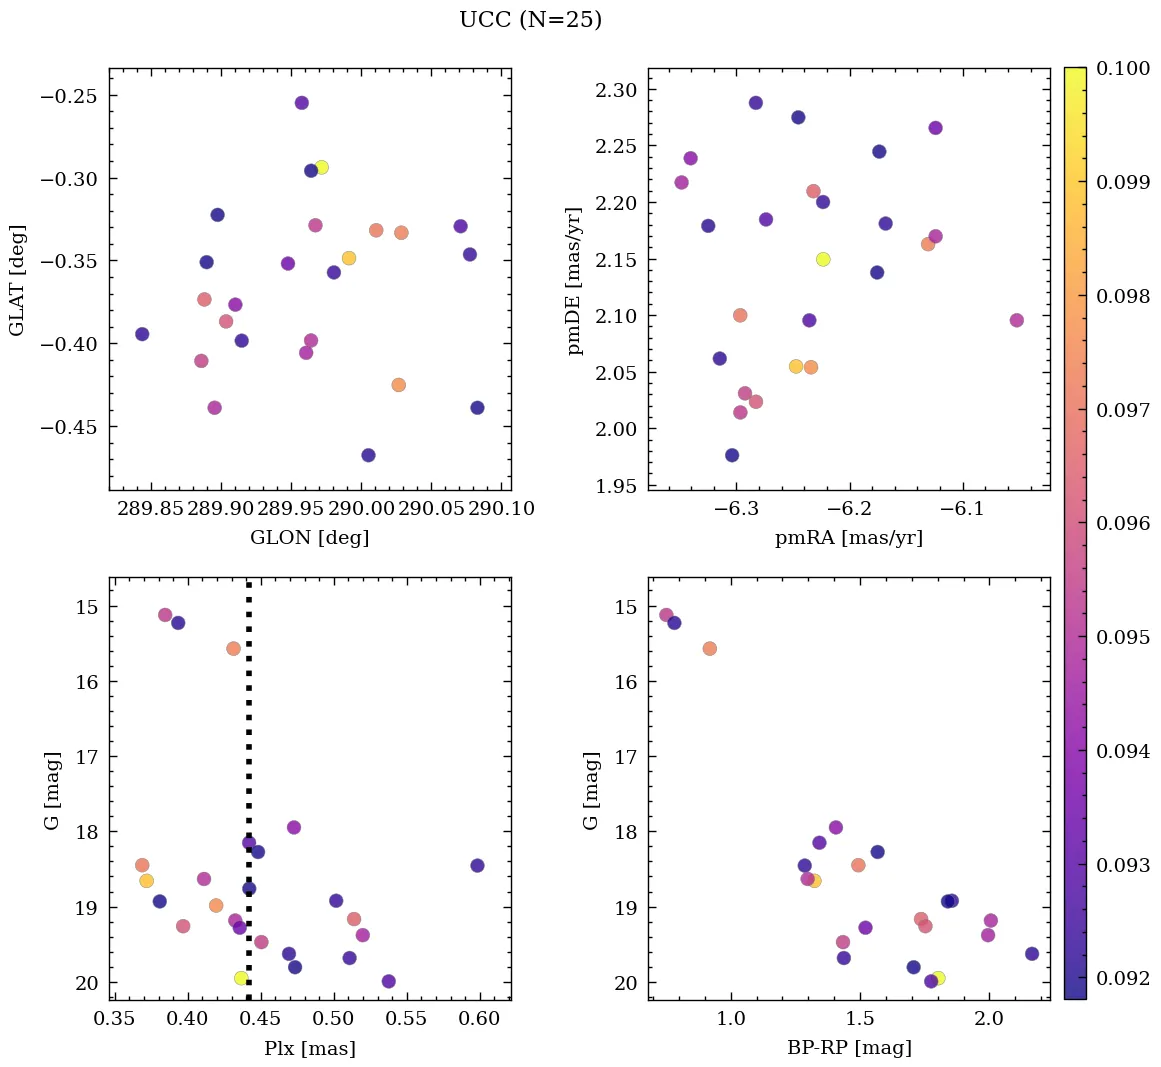 UCC (N=25)
−0.25
−0.30
−0.35
−0.40
−0.45
GLAT [deg]
289.85 289.90 289.95 290.00 290.05 290.10
GLON [deg]
2.30
2.25
2.20
2.15
2.10
2.05
2.00
1.95
pmDE [mas/yr]
−6.3 −6.2 −6.1
pmRA [mas/yr]
15
16
17
18
19
20
G [mag]
0.35 0.40 0.45 0.50 0.55 0.60
Plx [mas]
15
16
17
18
19
20
G [mag]
1.0 1.5 2.0
BP-RP [mag]
0.100
0.099
0.098
0.097
0.096
0.095
0.094
0.093
0.092